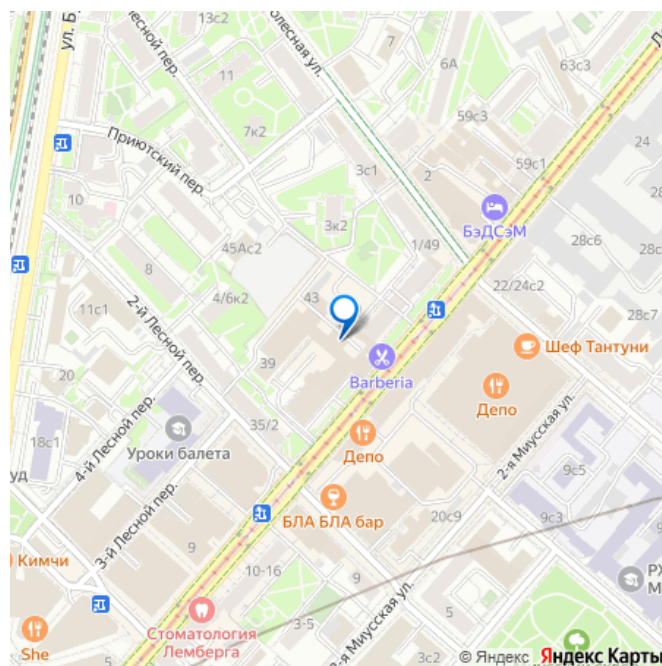 13с2
63с3
ул. Б
Лесной пер.
олесная ул.
11
6А
59с3
24
7к2
59с1
Приютский пер.
3с1
2
10
3к2
БэДСэМ
28с6
45Ас2
1/49
8
4/6к2
43
22/24с2
28с7
11с1
2-й Лесной пер.
Шеф Тантуни
39
Barberia
20
Депо
35/2
18с1
Уроки балета
Депо
2-я Миусская ул.
УД
4-й Лесной пер.
9с5
3-й Лесной пер.
БЛА БЛА бар
20с9
9с3
Кимчи
9
РХ
М
10-16
9
5
Стоматология
Лемберга
3-5
5
She
-я Миусская ул.
3с2
© Яндекс Яндекс Карты